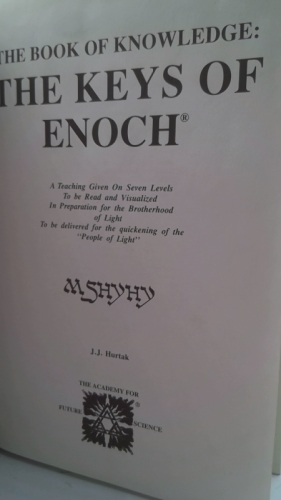 THE BOOK OF KNOWLEDGE:
THE KEYS OF
ENOCH®
A Teaching Given On Seven Levels
To be Read and Visualized
In Preparation for the Brotherhood
of Light
To be delivered for the quickening of the
"People of Light"
MSHYHY
J.J. Hurtak
THE ACADEMY FOR
FUTURE SCIENCE
®